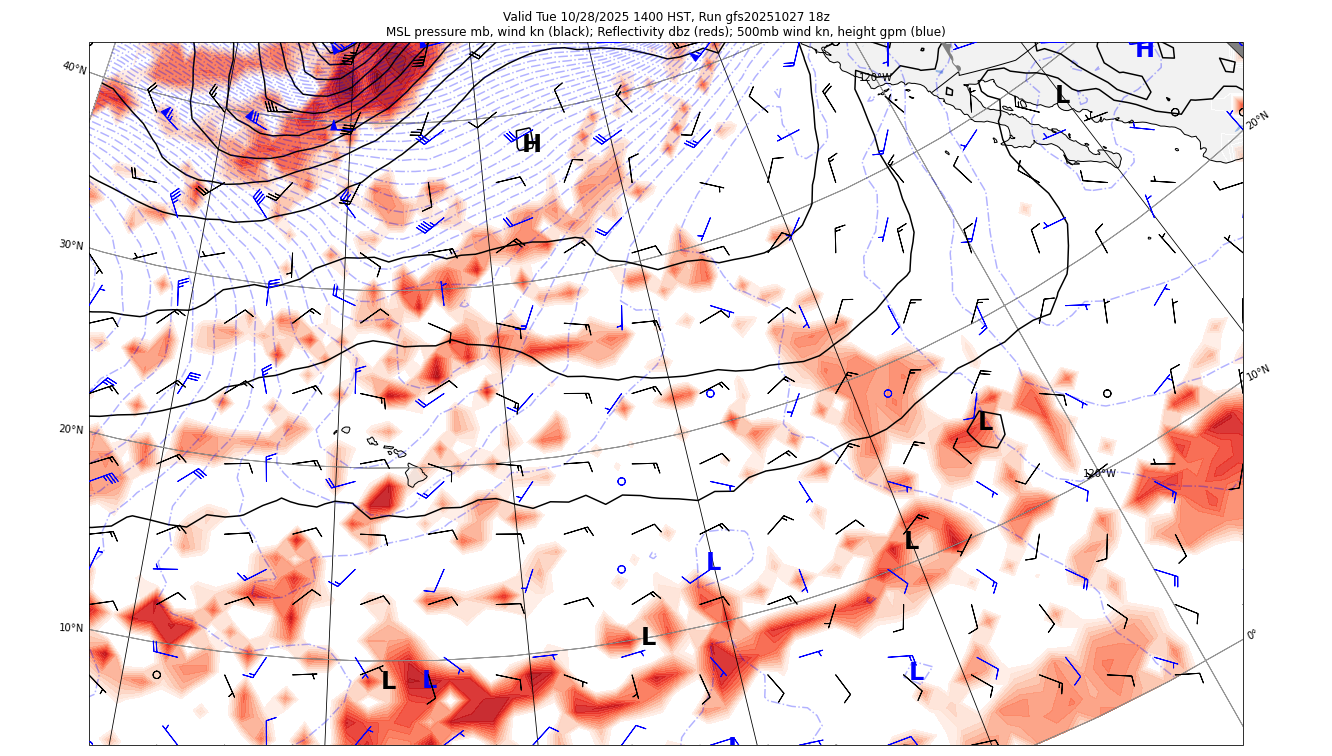 Valid Tue 10/28/2025 1400 HST, Run gfs20251027 18z
MSL pressure mb, wind kn (black); Reflectivity dbz (reds); 500mb wind kn, height gpm (blue)
H
40°N
120°W
L
20°N
H
30°N
10°N
L
20°N
120°W
L
L
10°N
L
0°
L
L
L
L